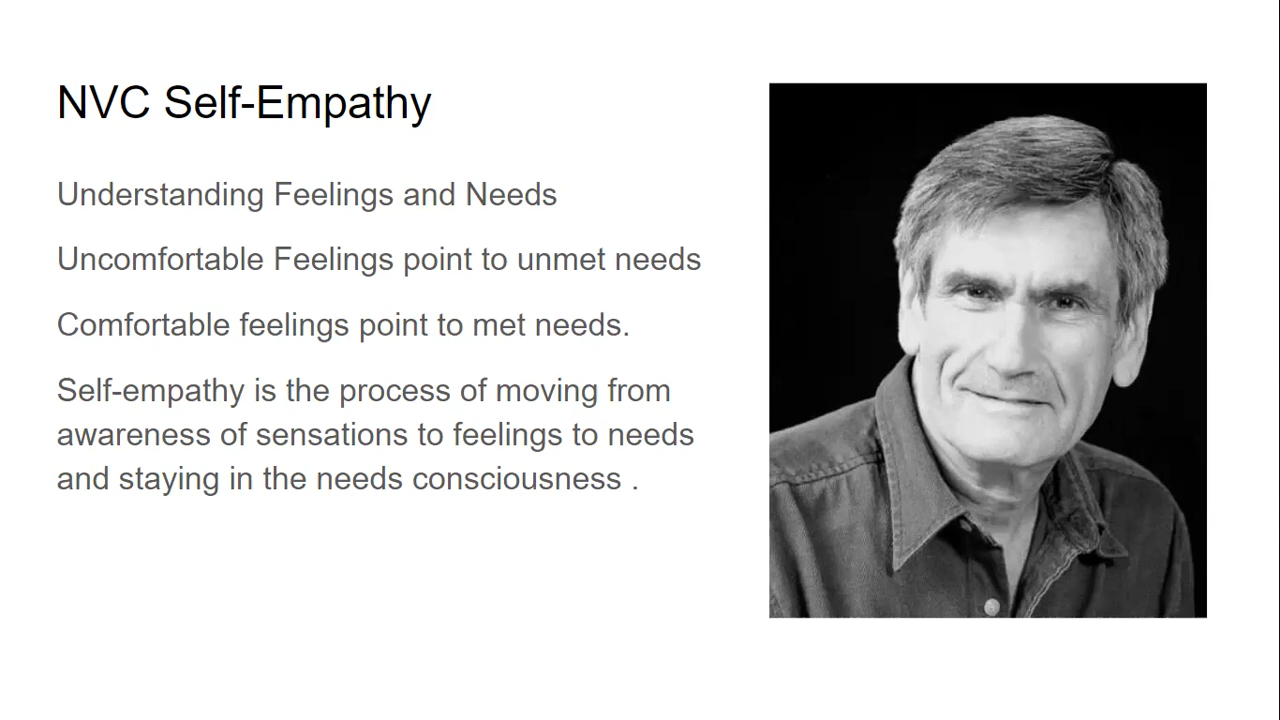 NVC Self-Empathy
Understanding Feelings and Needs
Uncomfortable Feelings point to unmet needs
Comfortable feelings point to met needs.
Self-empathy is the process of moving from
awareness of sensations to feelings to needs
and staying in the needs consciousness .